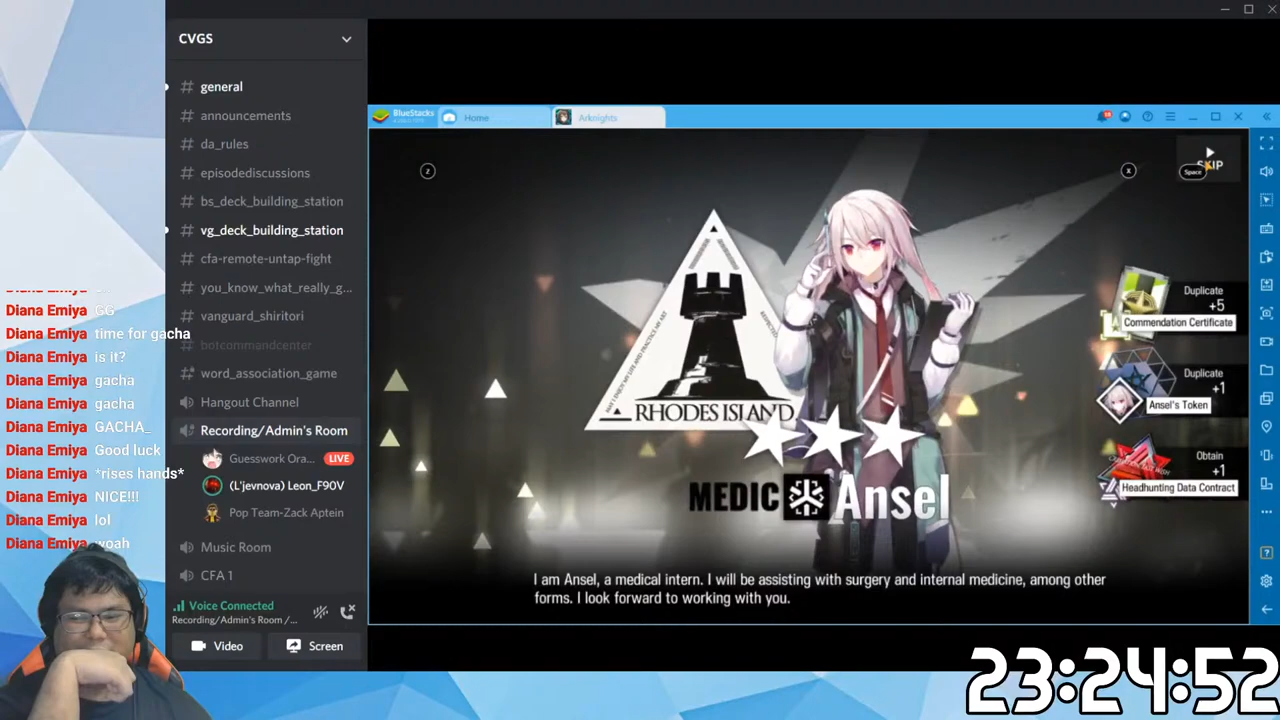 CVGS
general
announcements
da_rules
episodediscussions
bs_deck_building_station
vg_deck_building_station
cfa-remote-untap-fight
you_know_what_really_g...
vanguard_shiritori
botcommandcenter
word_association_game
Hangout Channel
Recording/Admin's Room
Guesswork Ora... LIVE
(L'jevnova) Leon_F90V
Pop Team-Zack Aptein
Music Room
CFA 1
Voice Connected
Recording/Admin's Room /...
Video Screen
Diana Emiya GG
Diana Emiya time for gacha
Diana Emiya is it?
Diana Emiya gacha
Diana Emiya gacha
Diana Emiya GACHA_
Diana Emiya Good luck
Diana Emiya *rises hands*
Diana Emiya NICE!!!
Diana Emiya lol
Diana Emiya woah
BlueStacks Home Arknights
Z
X
SKIP
Space
RHODES ISLAND
MEDIC Ansel
Duplicate
+5
Commendation Certificate
Duplicate
+1
Ansel's Token
Obtain
+1
Headhunting Data Contract
I am Ansel, a medical intern. I will be assisting with surgery and internal medicine, among other
forms. I look forward to working with you.
23:24:52